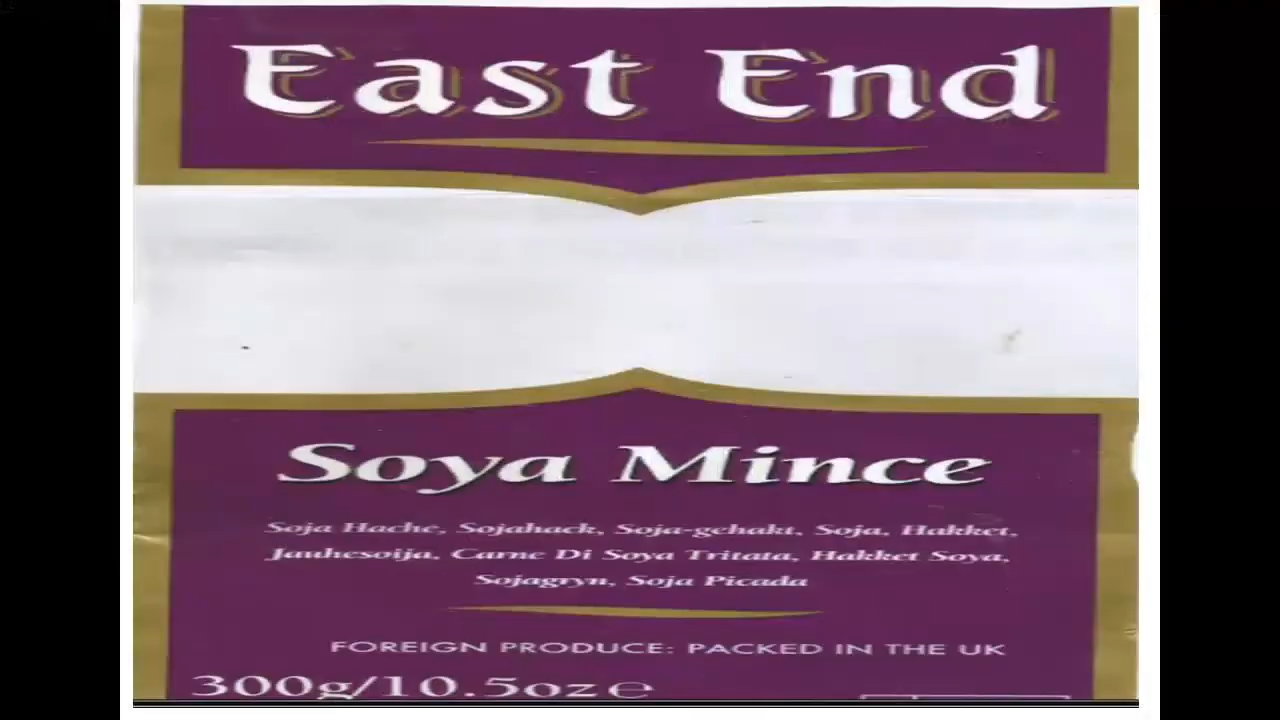 East End
Soya Mince
Soja Hache, Sojahack, Soja-gehakt, Soja, Hakket,
Jauhesoija, Carne Di Soya Tritata, Hakket Soya,
Sojagryn, Soja Picada
FOREIGN PRODUCE: PACKED IN THE UK
300g/10.5oz e